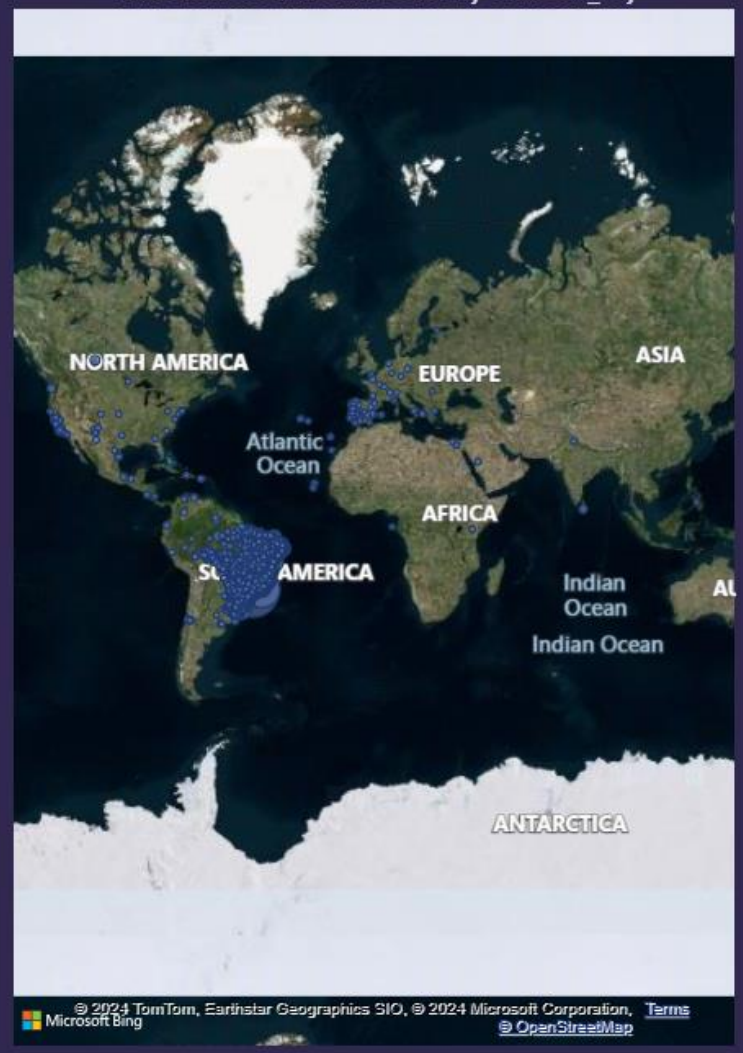 NORTH AMERICA
ASIA
EUROPE
Atlantic
Ocean
AFRICA
AMERICA
Indian
Ocean
AU
Indian Ocean
ANTARCTICA
© 2024 TomTom, Earthstar Geographics SIO, © 2024 Microsoft Corporation, Terms
Microsoft Bing
© OpenStreetMap